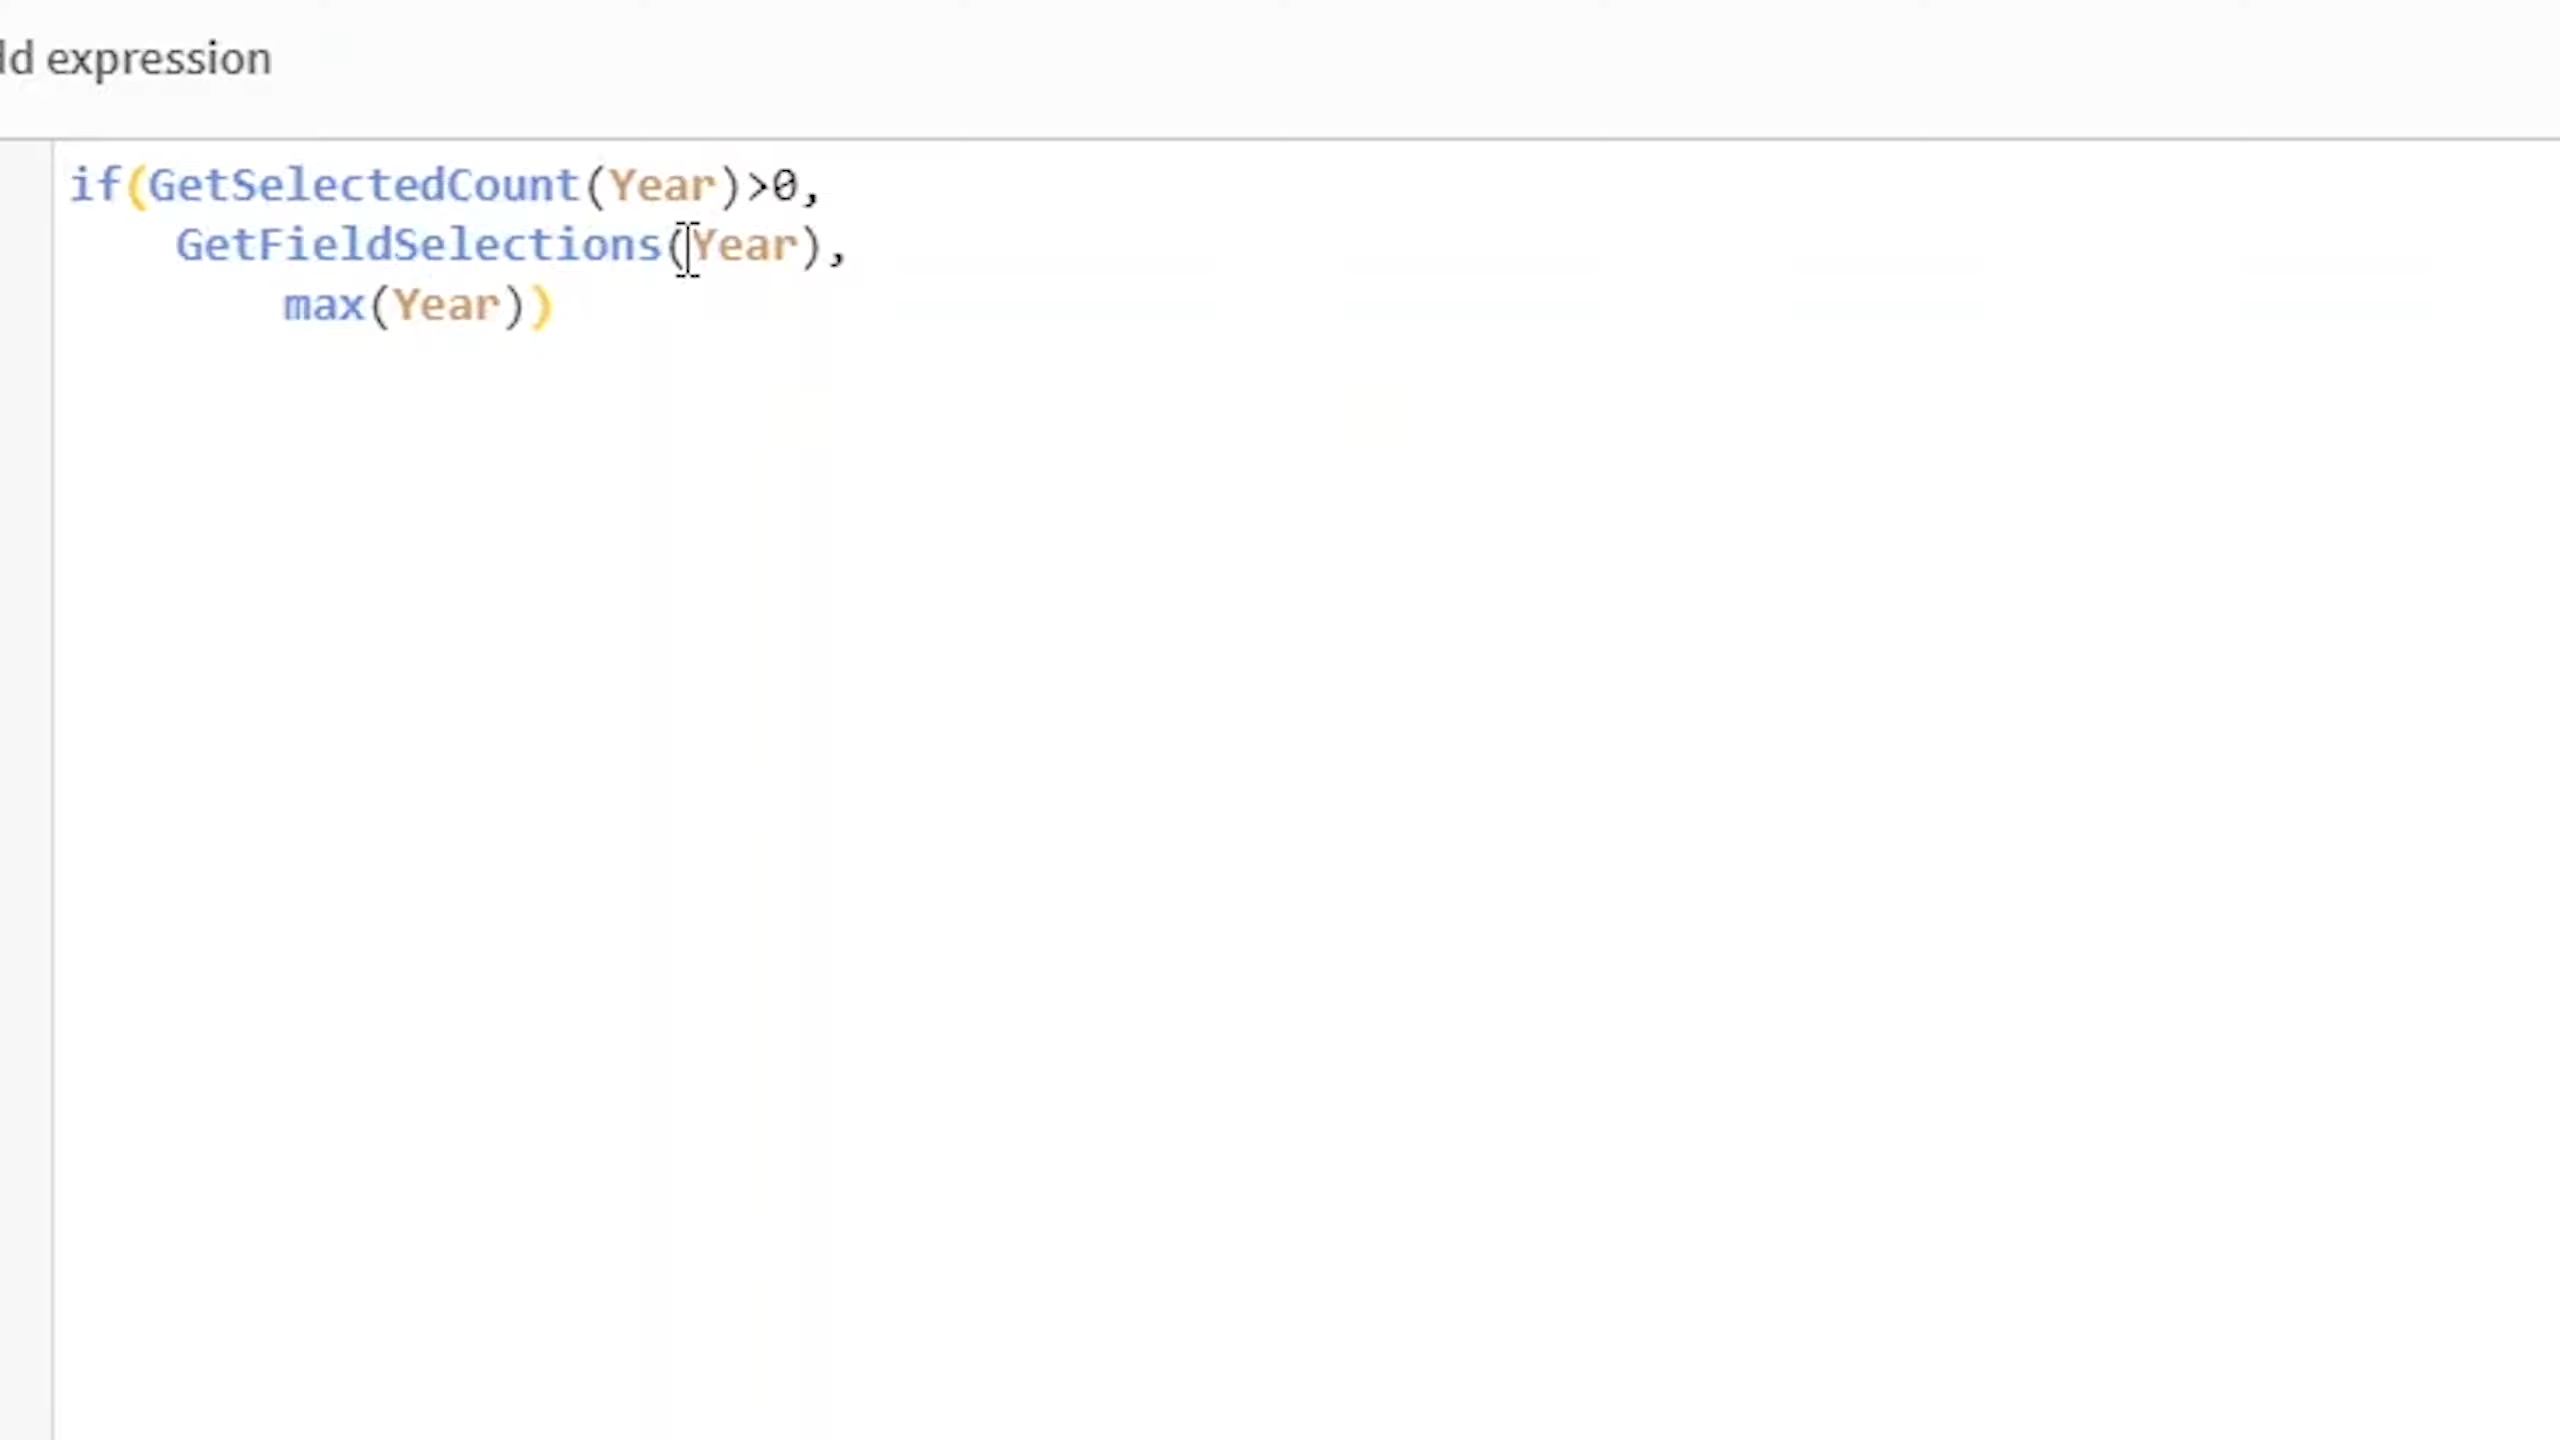 ld expression
if(GetSelectedCount(Year)>0,
GetFieldSelections(Year),
max(Year))